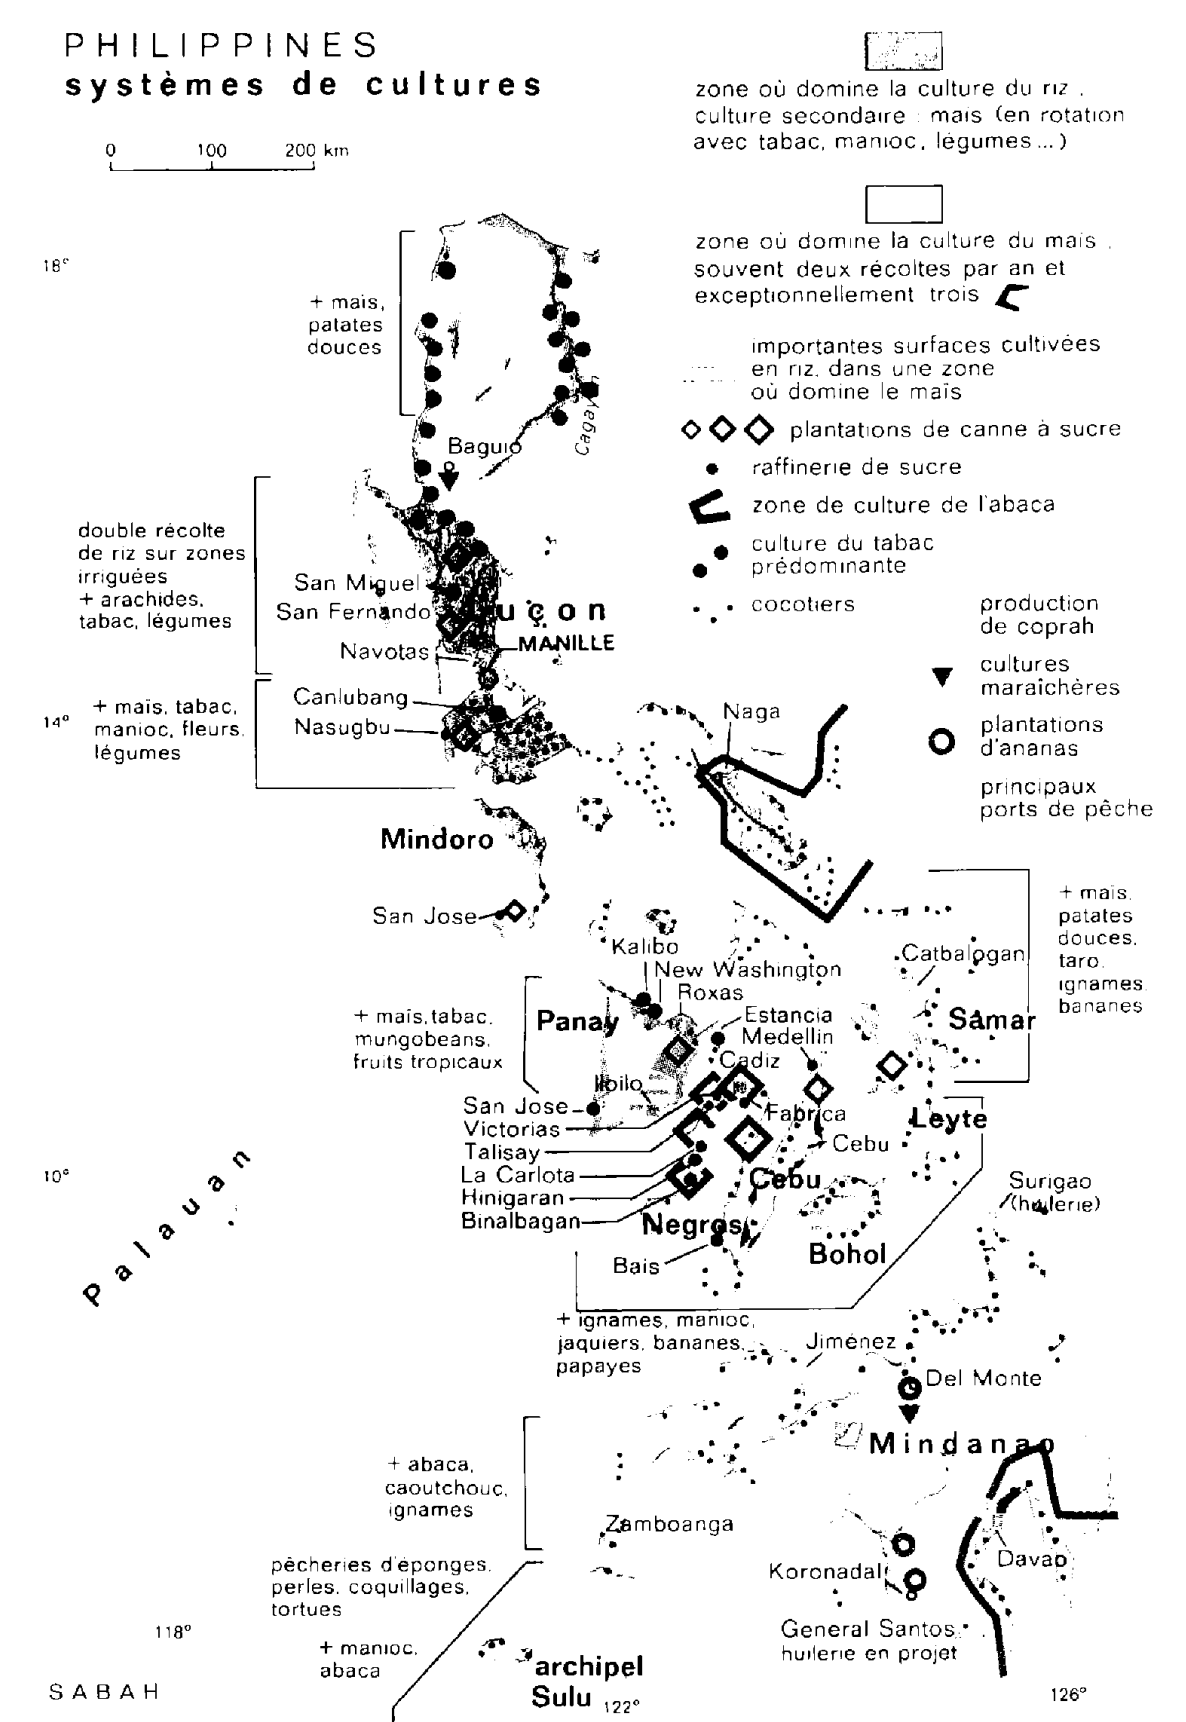 PHILIPPINES
systèmes de cultures
0 100 200 km
zone où domine la culture du riz,
culture secondaire : maïs (en rotation
avec tabac, manioc, légumes...)
zone où domine la culture du maïs,
souvent deux récoltes par an et
exceptionnellement trois
importantes surfaces cultivées
en riz, dans une zone
où domine le maïs
plantations de canne à sucre
raffinerie de sucre
zone de culture de l'abaca
culture du tabac
prédominante
cocotiers
production
de coprah
cultures
maraîchères
plantations
d'ananas
principaux
ports de pêche
18°
+ maïs,
patates
douces
Cagay
Baguio
double récolte
de riz sur zones
irriguées
+ arachides,
tabac, légumes
San Miguel
San Fernando
Luçon
MANILLE
Navotas
14°
+ maïs, tabac,
manioc, fleurs,
légumes
Canlubang
Nasugbu
Naga
Mindoro
San Jose
+ maïs,
patates
douces,
taro,
ignames,
bananes
Kalibo
New Washington
Roxas
Catbalogan
+ maïs, tabac,
mungobeans,
fruits tropicaux
Panay
Estancia
Medellin
Samar
Cadiz
Iloilo
San Jose
Fabrica
Victorias
Leyte
Talisay
Cebu
La Carlota
Cebu
Hinigaran
Binalbagan
Negros
10°
Palauan
Surigao
(huilerie)
Bohol
Bais
+ ignames, manioc,
jaquiers, bananes,
papayes
Jiménez
Del Monte
Mindanao
+ abaca,
caoutchouc,
ignames
Zamboanga
Davao
Koronadal
pêcheries d'éponges,
perles, coquillages,
tortues
General Santos
huilerie en projet
118°
+ manioc,
abaca
archipel
Sulu
SABAH
122°
126°